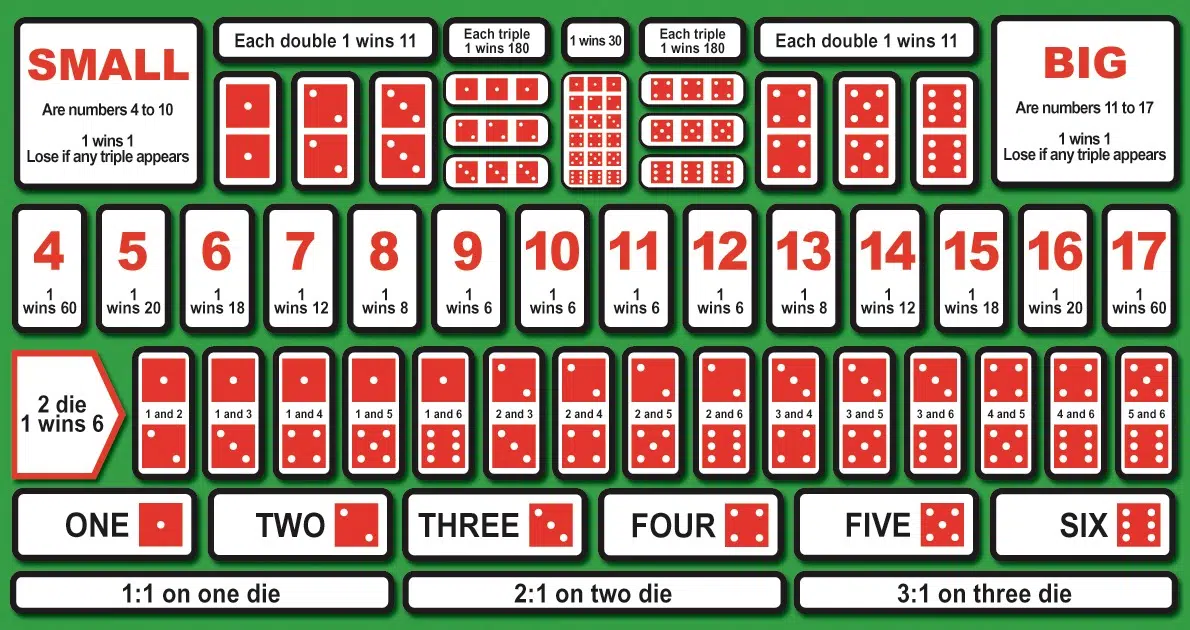 SMALL
Are numbers 4 to 10
1 wins 1
Lose if any triple appears
Each double 1 wins 11
Each triple
1 wins 180
1 wins 30
Each triple
1 wins 180
Each double 1 wins 11
BIG
Are numbers 11 to 17
1 wins 1
Lose if any triple appears
4
1
wins 60
5
1
wins 20
6
1
wins 18
7
1
wins 12
8
1
wins 8
9
1
wins 6
10
1
wins 6
11
1
wins 6
12
1
wins 6
13
1
wins 8
14
1
wins 12
15
1
wins 18
16
1
wins 20
17
1
wins 60
2 die
1 wins 6
1 and 2
1 and 3
1 and 4
1 and 5
1 and 6
2 and 3
2 and 4
2 and 5
2 and 6
3 and 4
3 and 5
3 and 6
4 and 5
4 and 6
5 and 6
ONE
TWO
THREE
FOUR
FIVE
SIX
1:1 on one die
2:1 on two die
3:1 on three die